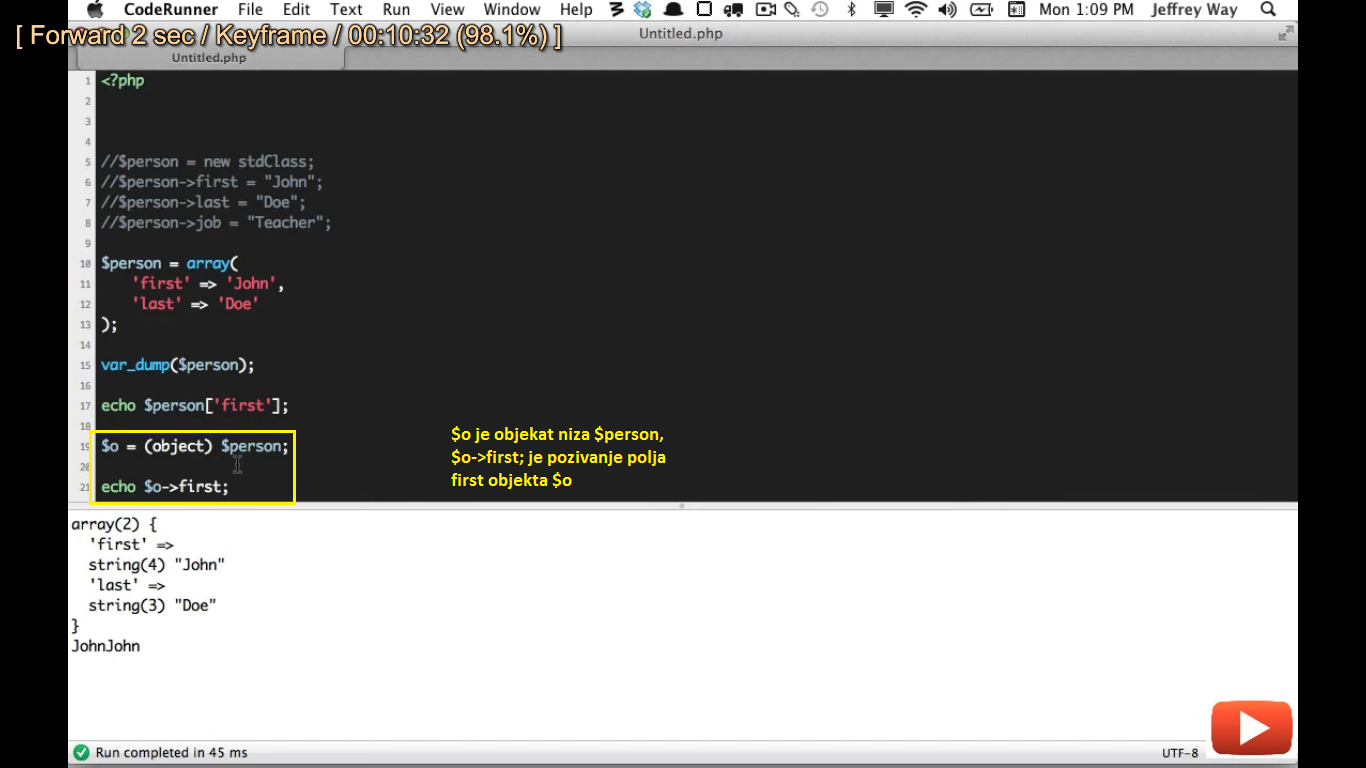 CodeRunner File Edit Text Run View Window Help Mon 1:09 PM Jeffrey Way
[ Forward 2 sec / Keyframe / 00:10:32 (98.1%) ]
Untitled.php
Untitled.php
1 <?php
2
3
4
5 //$person = new stdClass;
6 //$person->first = "John";
7 //$person->last = "Doe";
8 //$person->job = "Teacher";
9
10 $person = array(
11 'first' => 'John',
12 'last' => 'Doe'
13 );
14
15 var_dump($person);
16
17 echo $person['first'];
18
19 $o = (object) $person;
20
21 echo $o->first;
$o je objekat niza $person,
$o->first; je pozivanje polja
first objekta $o
array(2) {
'first' =>
string(4) "John"
'last' =>
string(3) "Doe"
}
JohnJohn
Run completed in 45 ms
UTF-8